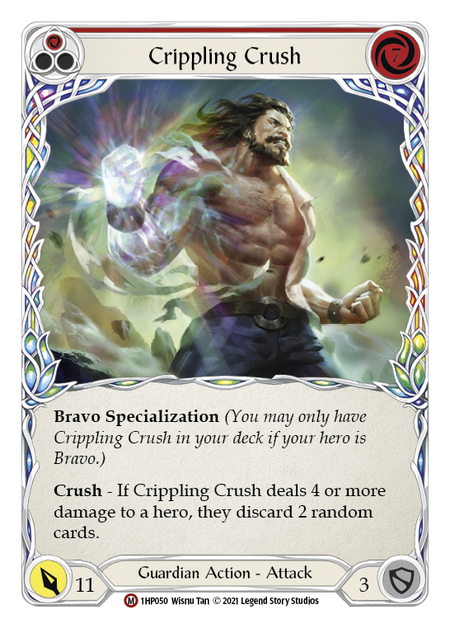 Crippling Crush
Bravo Specialization (You may only have
Crippling Crush in your deck if your hero is
Bravo.)
Crush - If Crippling Crush deals 4 or more
damage to a hero, they discard 2 random
cards.
11
Guardian Action - Attack
3
M 1HP050 Wisnu Tan © 2021 Legend Story Studios